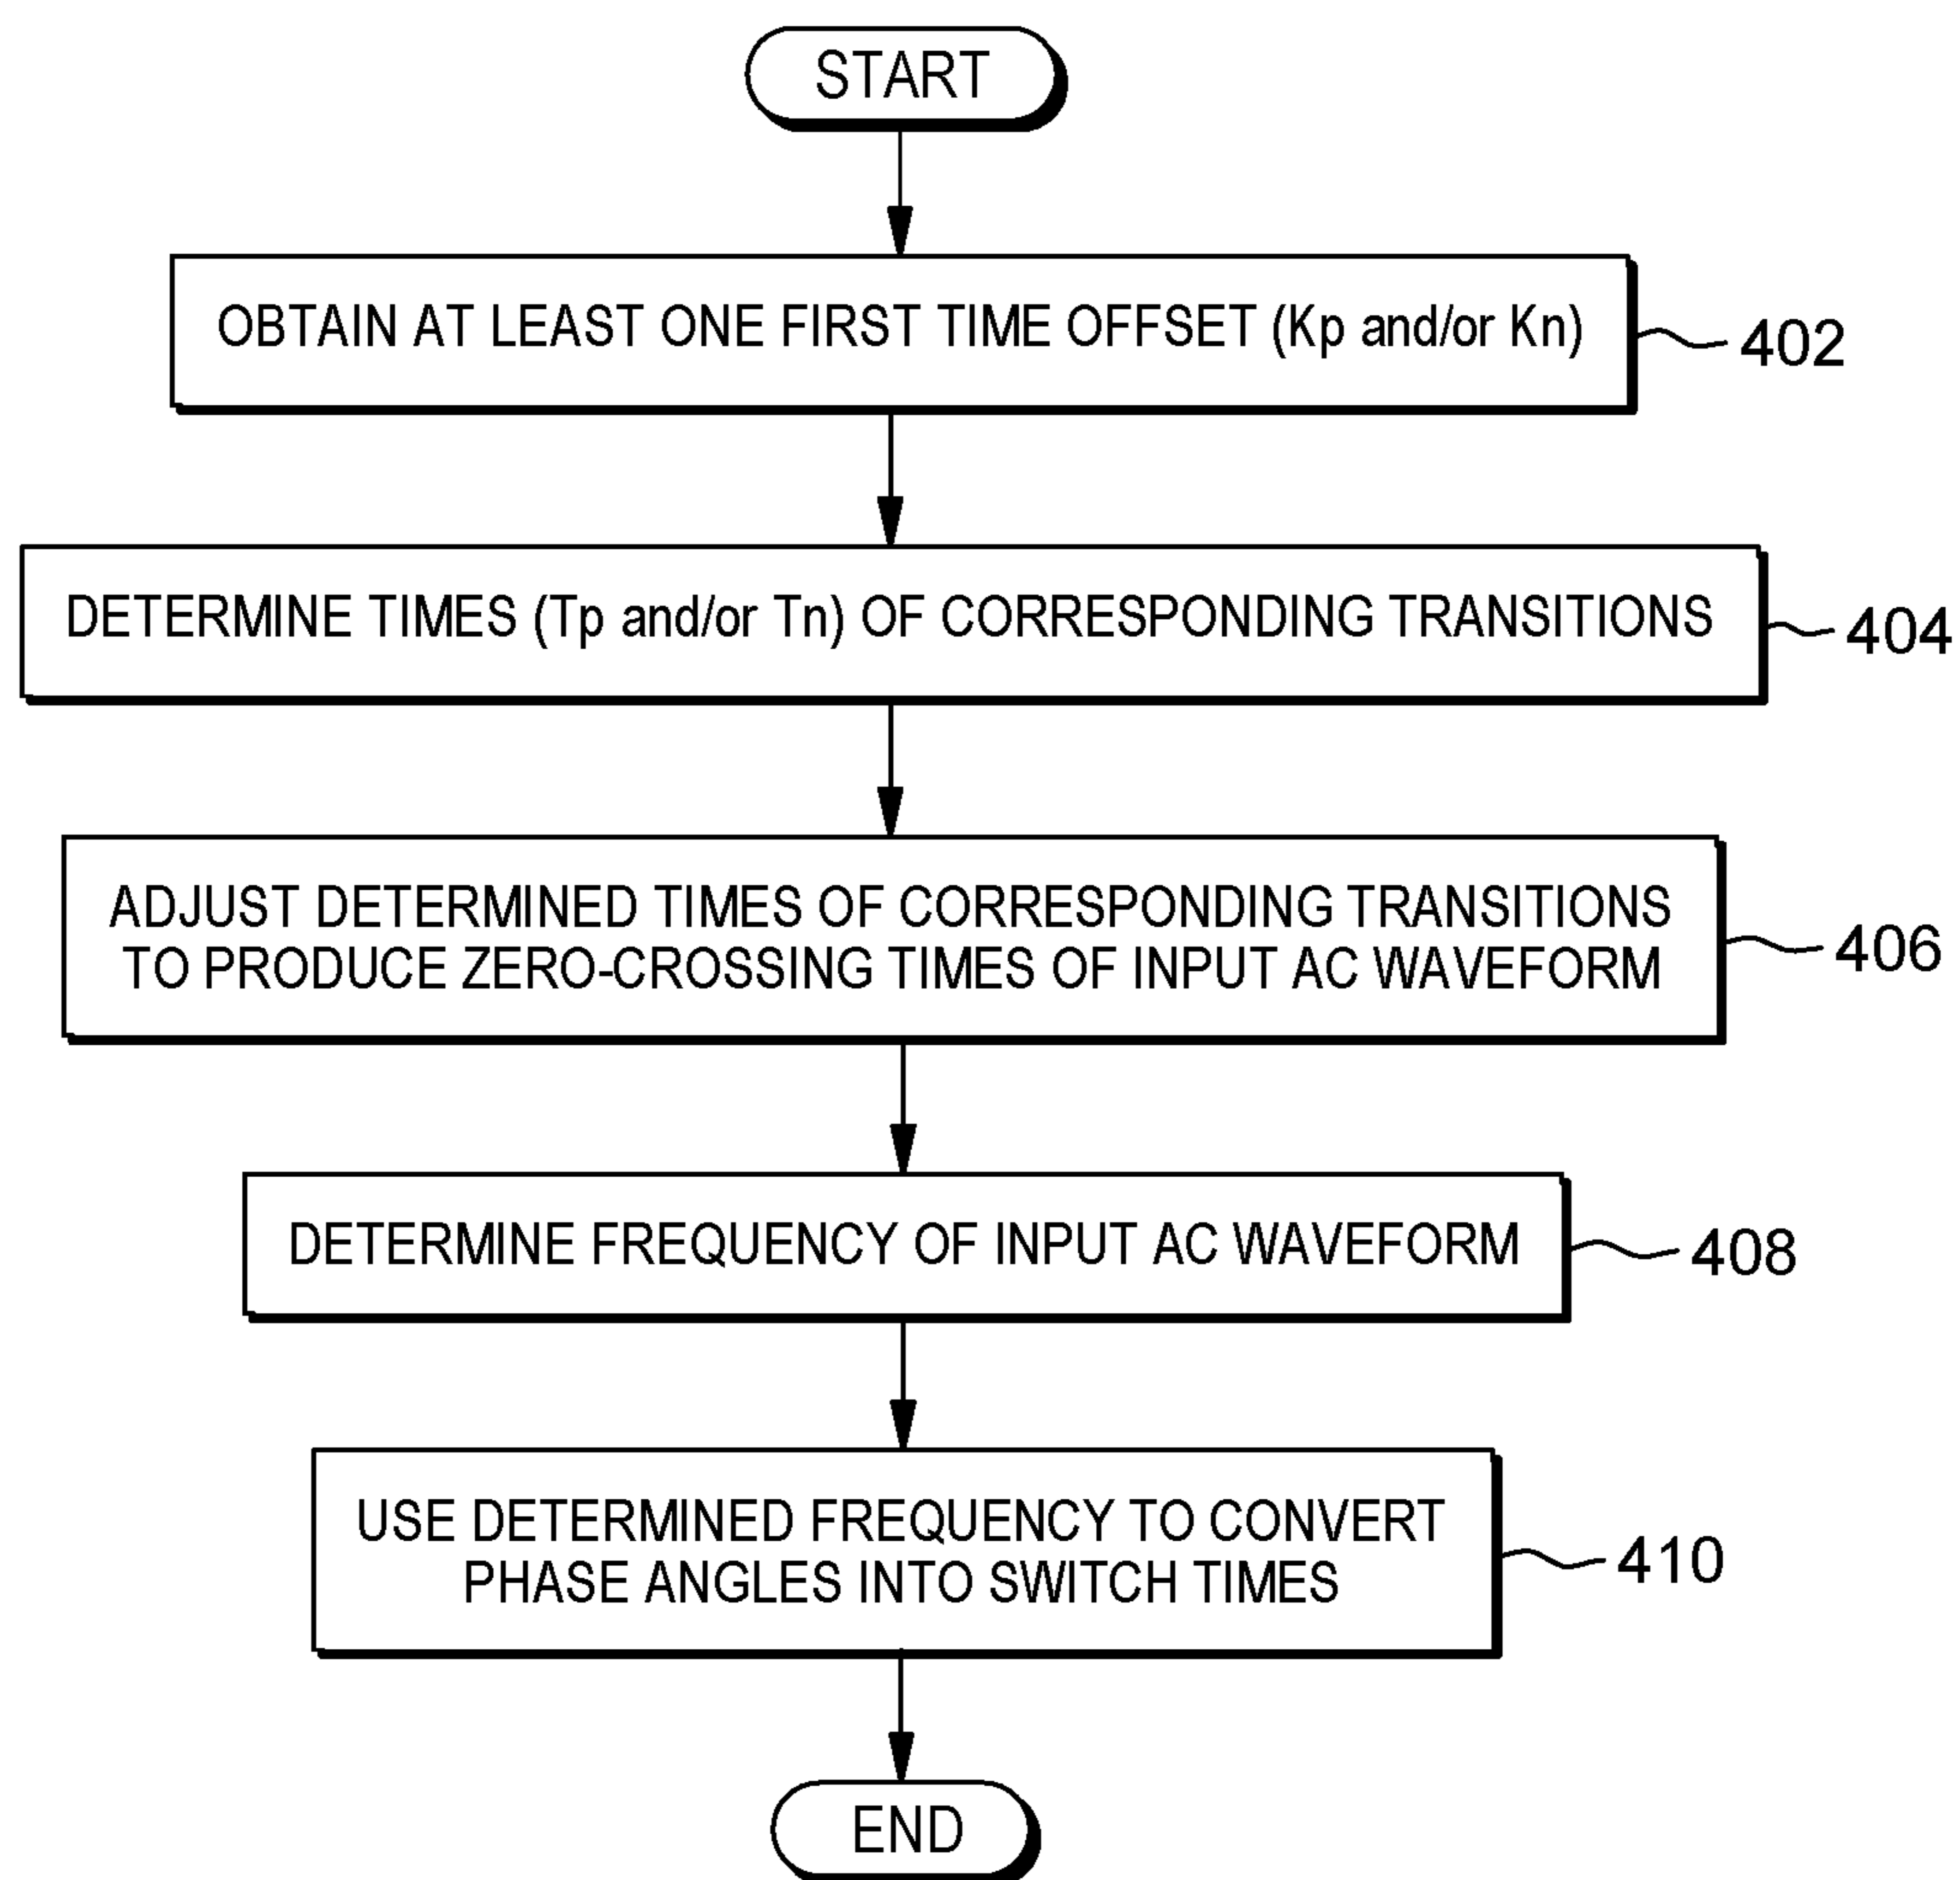 START
OBTAIN AT LEAST ONE FIRST TIME OFFSET (Kp and/or Kn)
402
DETERMINE TIMES (Tp and/or Tn) OF CORRESPONDING TRANSITIONS
404
ADJUST DETERMINED TIMES OF CORRESPONDING TRANSITIONS
TO PRODUCE ZERO-CROSSING TIMES OF INPUT AC WAVEFORM
406
DETERMINE FREQUENCY OF INPUT AC WAVEFORM
408
USE DETERMINED FREQUENCY TO CONVERT
PHASE ANGLES INTO SWITCH TIMES
410
END